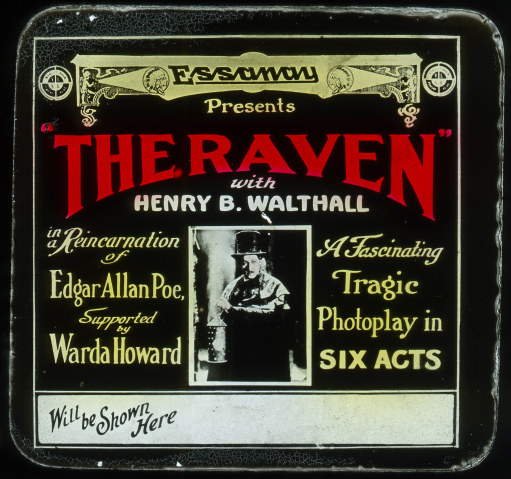 Essanay
Presents
"THE RAVEN"
with
HENRY B. WALTHALL
in
a Reincarnation
of
Edgar Allan Poe,
Supported
by
Warda Howard
A Fascinating
Tragic
Photoplay in
SIX ACTS
Will be Shown
Here